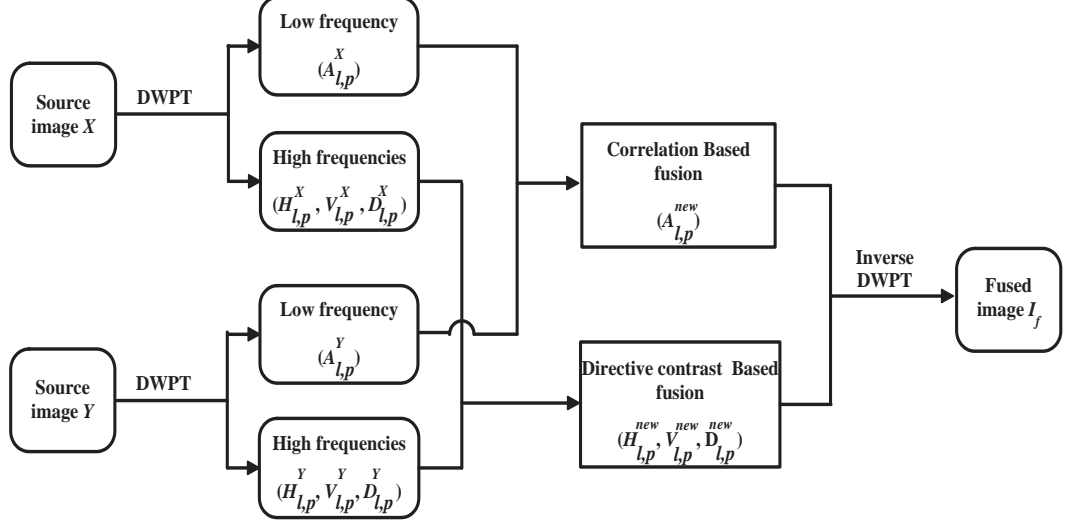 Low frequency
(A^X_{l,p})
Source
image X
DWPT
High frequencies
(H^X_{l,p}, V^X_{l,p}, D^X_{l,p})
Correlation Based
fusion
(A^{new}_{l,p})
Inverse
DWPT
Fused
image I_f
Low frequency
(A^Y_{l,p})
Source
image Y
DWPT
Directive contrast Based
fusion
(H^{new}_{l,p}, V^{new}_{l,p}, D^{new}_{l,p})
High frequencies
(H^Y_{l,p}, V^Y_{l,p}, D^Y_{l,p})